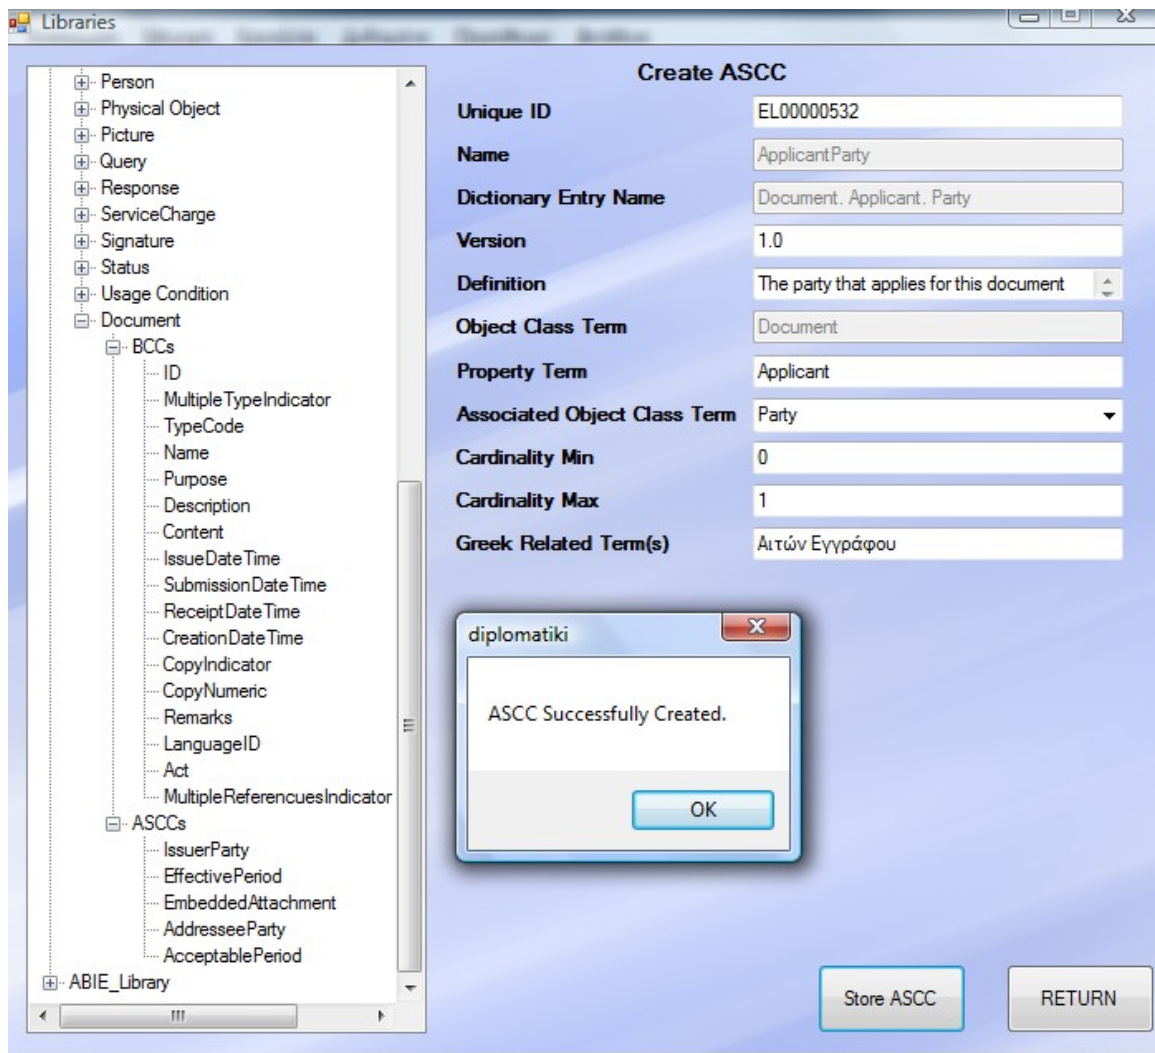 Libraries
Person
Physical Object
Picture
Query
Response
ServiceCharge
Signature
Status
Usage Condition
Document
BCCs
ID
MultipleTypeIndicator
TypeCode
Name
Purpose
Description
Content
IssueDateTime
SubmissionDateTime
ReceiptDateTime
CreationDateTime
CopyIndicator
CopyNumeric
Remarks
LanguageID
Act
MultipleReferencuesIndicator
ASCCs
IssuerParty
EffectivePeriod
EmbeddedAttachment
AddresseeParty
AcceptablePeriod
ABIE_Library
Create ASCC
Unique ID EL00000532
Name ApplicantParty
Dictionary Entry Name Document. Applicant. Party
Version 1.0
Definition The party that applies for this document
Object Class Term Document
Property Term Applicant
Associated Object Class Term Party
Cardinality Min 0
Cardinality Max 1
Greek Related Term(s) Αιτών Εγγράφου
diplomatiki
ASCC Successfully Created.
OK
Store ASCC RETURN